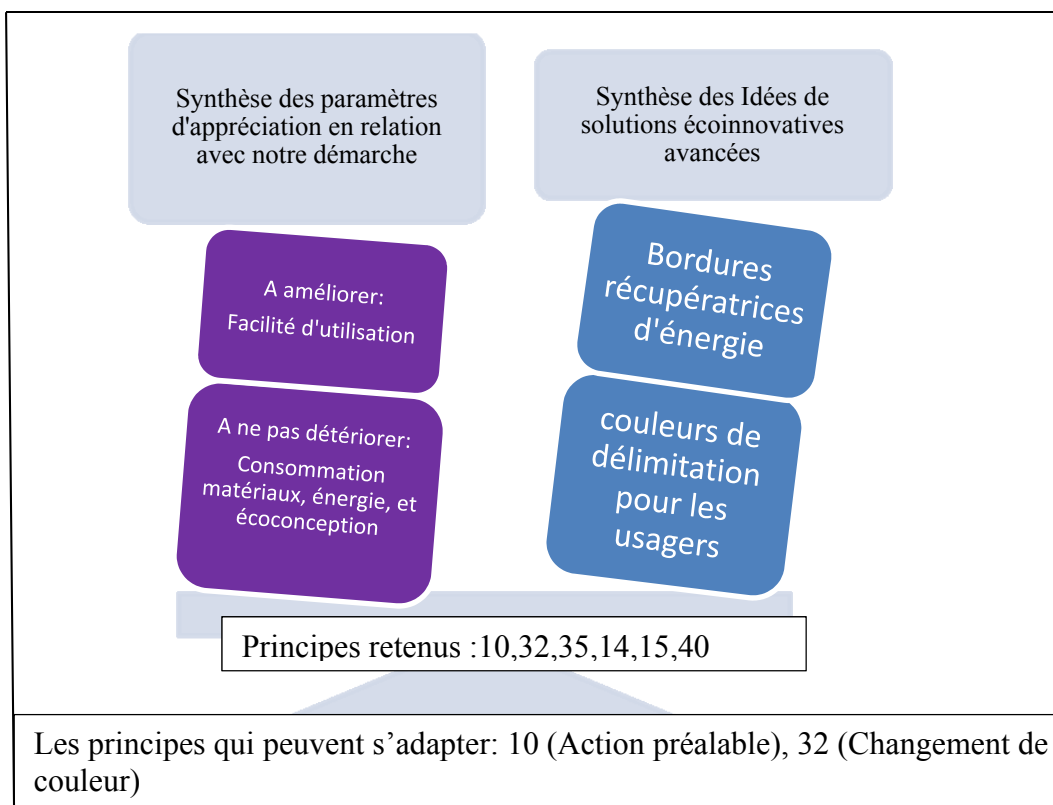 Synthèse des paramètres
d'appréciation en relation
avec notre démarche
Synthèse des Idées de
solutions écoinnovatives
avancées
A améliorer:
Facilité d'utilisation
A ne pas détériorer:
Consommation
matériaux, énergie, et
écoconception
Bordures
récupératrices
d'énergie
couleurs de
délimitation
pour les
usagers
Principes retenus :10,32,35,14,15,40
Les principes qui peuvent s’adapter: 10 (Action préalable), 32 (Changement de
couleur)